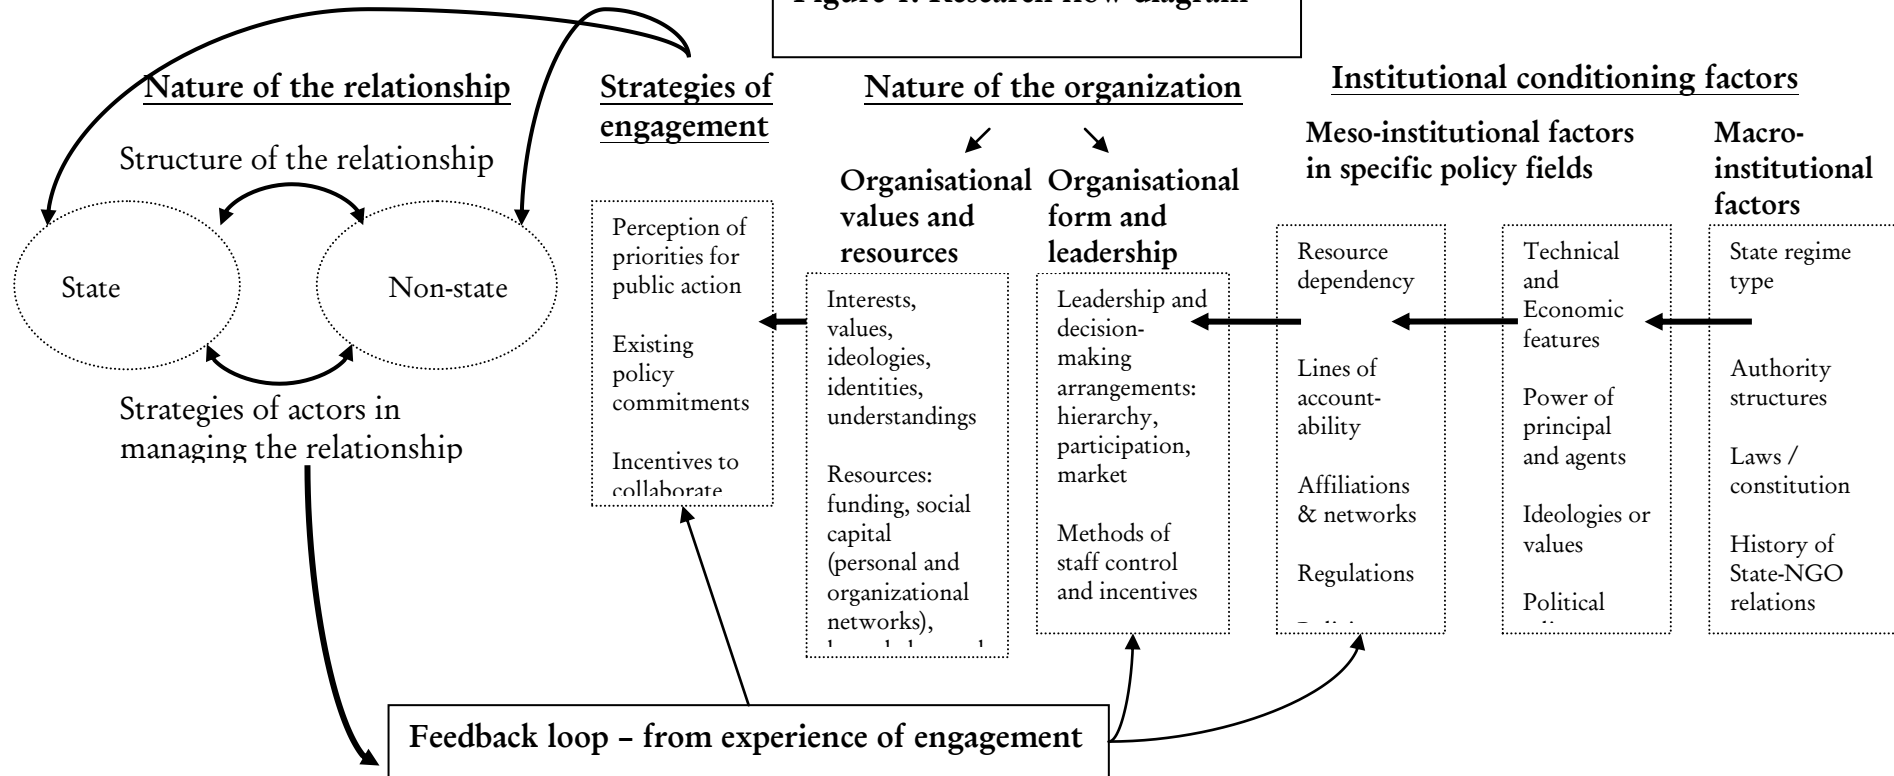 Figure 1. Research flow diagram
Nature of the relationship
Structure of the relationship
State
Non-state
Strategies of actors in
managing the relationship
Strategies of
engagement
Perception of
priorities for
public action
Existing
policy
commitments
Incentives to
collaborate
Nature of the organization
Organisational
values and
resources
Interests,
values,
ideologies,
identities,
understandings
Resources:
funding, social
capital
(personal and
organizational
networks),
Organisational
form and
leadership
Leadership and
decision-
making
arrangements:
hierarchy,
participation,
market
Methods of
staff control
and incentives
Institutional conditioning factors
Meso-institutional factors
in specific policy fields
Resource
dependency
Lines of
account-
ability
Affiliations
& networks
Regulations
Technical
and
Economic
features
Power of
principal
and agents
Ideologies or
values
Political
Macro-
institutional
factors
State regime
type
Authority
structures
Laws /
constitution
History of
State-NGO
relations
Feedback loop – from experience of engagement